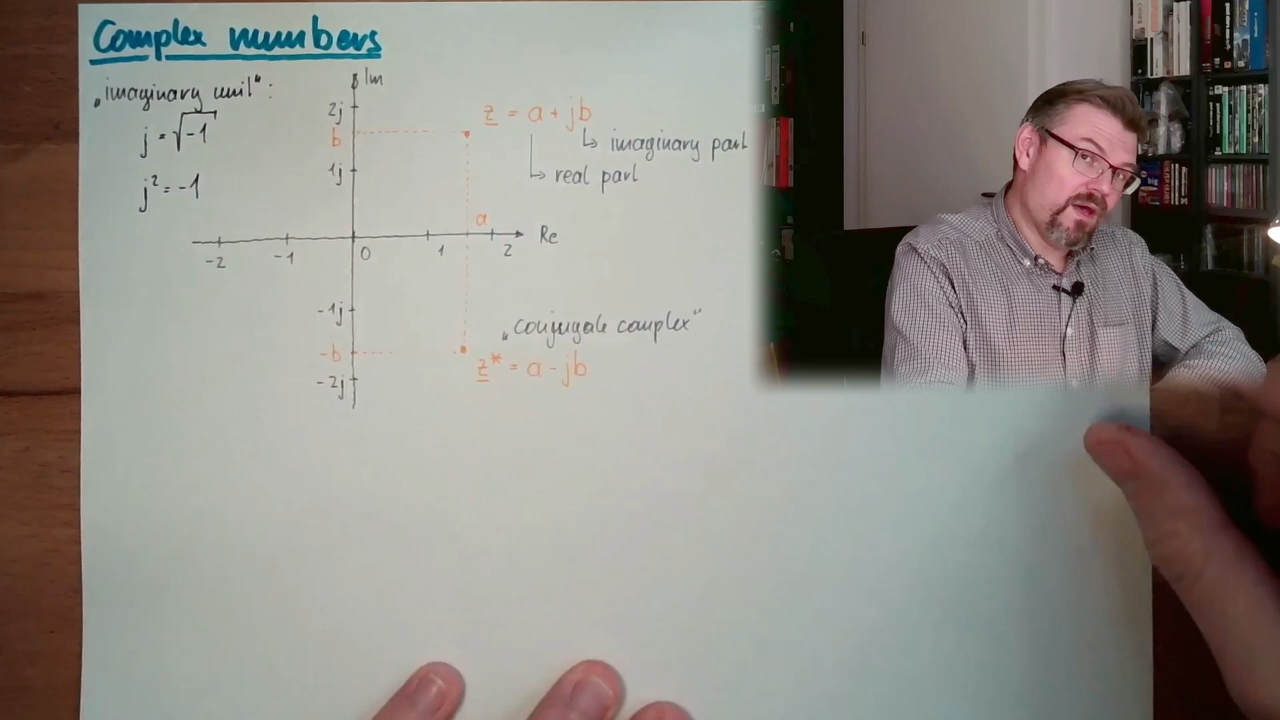 Complex numbers
„imaginary unit":
j = √-1
j² = -1
Im
2j
b
1j
-2 -1 0 1 2 Re
a
-1j
-b
-2j
z = a + jb
imaginary part
real part
„conjugate complex"
z* = a - jb
big